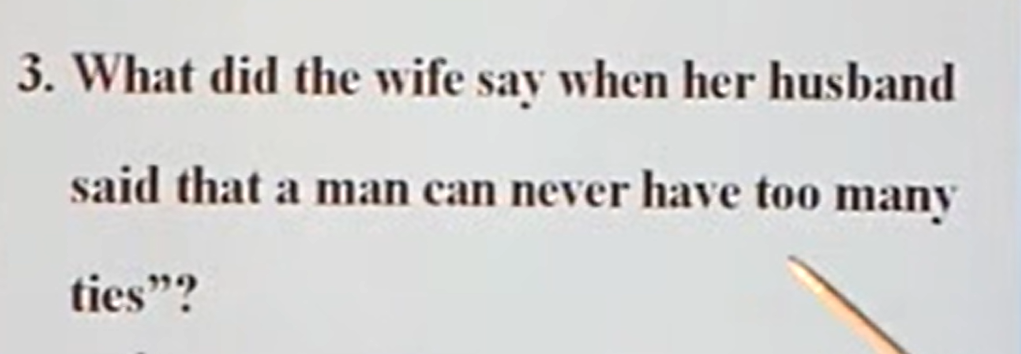 3. What did the wife say when her husband
said that a man can never have too many
ties”?